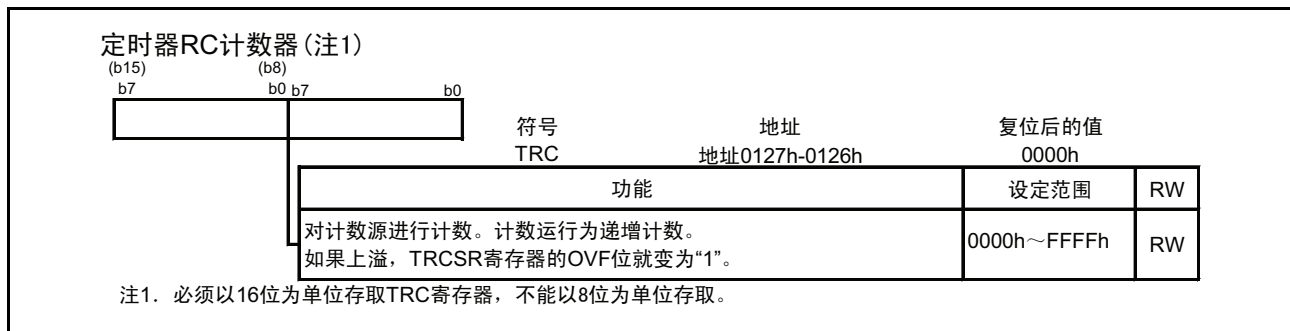 定时器RC计数器(注1)
(b15) (b8)
b7 b0 b7 b0
符号 地址 复位后的值
TRC 地址0127h-0126h 0000h
功能 设定范围 RW
对计数源进行计数。计数运行为递增计数。
如果上溢，TRCSR寄存器的OVF位就变为“1”。
0000h～FFFFh RW
注1. 必须以16位为单位存取TRC寄存器，不能以8位为单位存取。